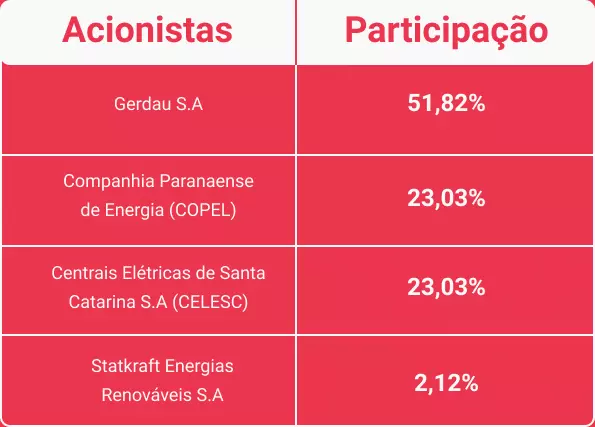 Acionistas Participação
Gerdau S.A 51,82%
Companhia Paranaense
de Energia (COPEL) 23,03%
Centrais Elétricas de Santa
Catarina S.A (CELESC) 23,03%
Statkraft Energias
Renováveis S.A 2,12%